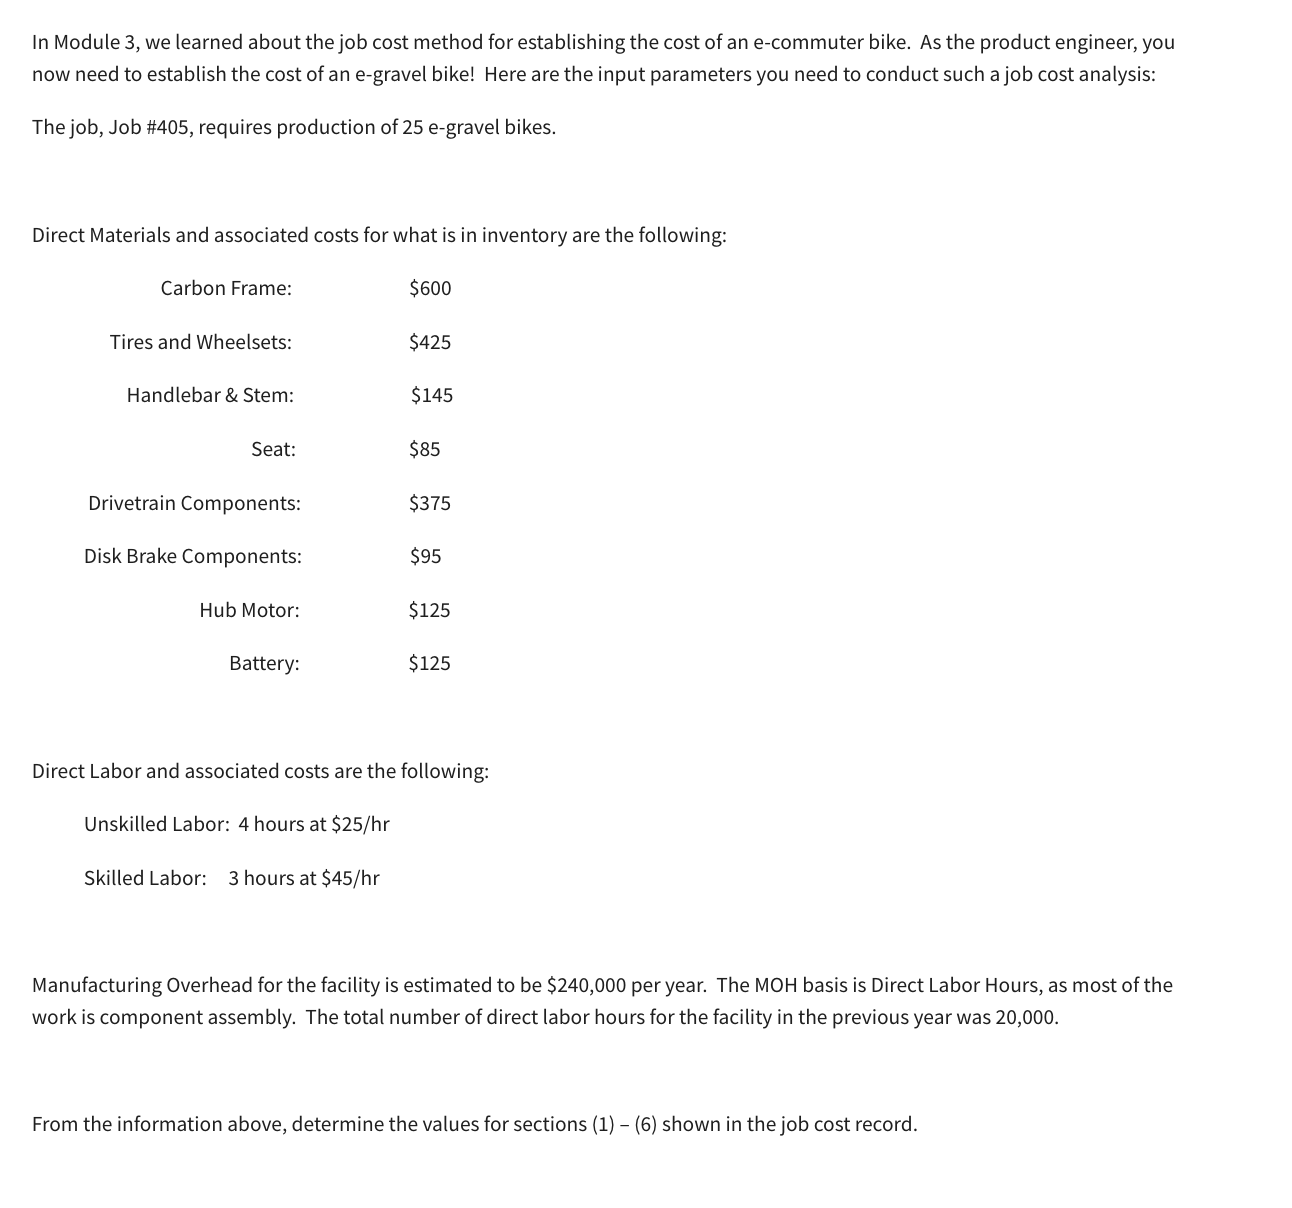 In Module 3, we learned about the job cost method for establishing the cost of an e-commuter bike.  As the product engineer, you
now need to establish the cost of an e-gravel bike!  Here are the input parameters you need to conduct such a job cost analysis:
The job, Job #405, requires production of 25 e-gravel bikes.
Direct Materials and associated costs for what is in inventory are the following:
Carbon Frame: $600
Tires and Wheelsets: $425
Handlebar & Stem: $145
Seat: $85
Drivetrain Components: $375
Disk Brake Components: $95
Hub Motor: $125
Battery: $125
Direct Labor and associated costs are the following:
Unskilled Labor:  4 hours at $25/hr
Skilled Labor:    3 hours at $45/hr
Manufacturing Overhead for the facility is estimated to be $240,000 per year.  The MOH basis is Direct Labor Hours, as most of the
work is component assembly.  The total number of direct labor hours for the facility in the previous year was 20,000.
From the information above, determine the values for sections (1) – (6) shown in the job cost record.